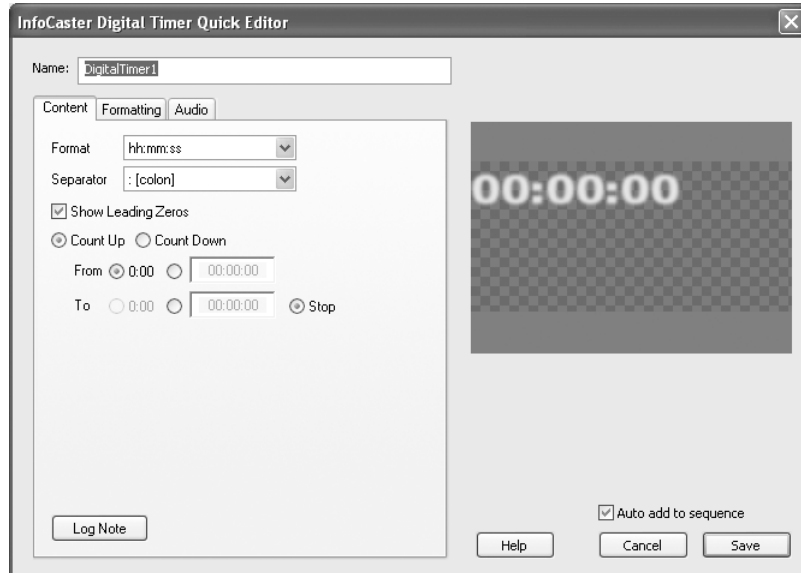 InfoCaster Digital Timer Quick Editor
Name: DigitalTimer1
Content Formatting Audio
Format hh:mm:ss
Separator : [colon]
Show Leading Zeros
Count Up Count Down
From 0:00 00:00:00
To 0:00 00:00:00 Stop
00:00:00
Log Note
Auto add to sequence
Help Cancel Save